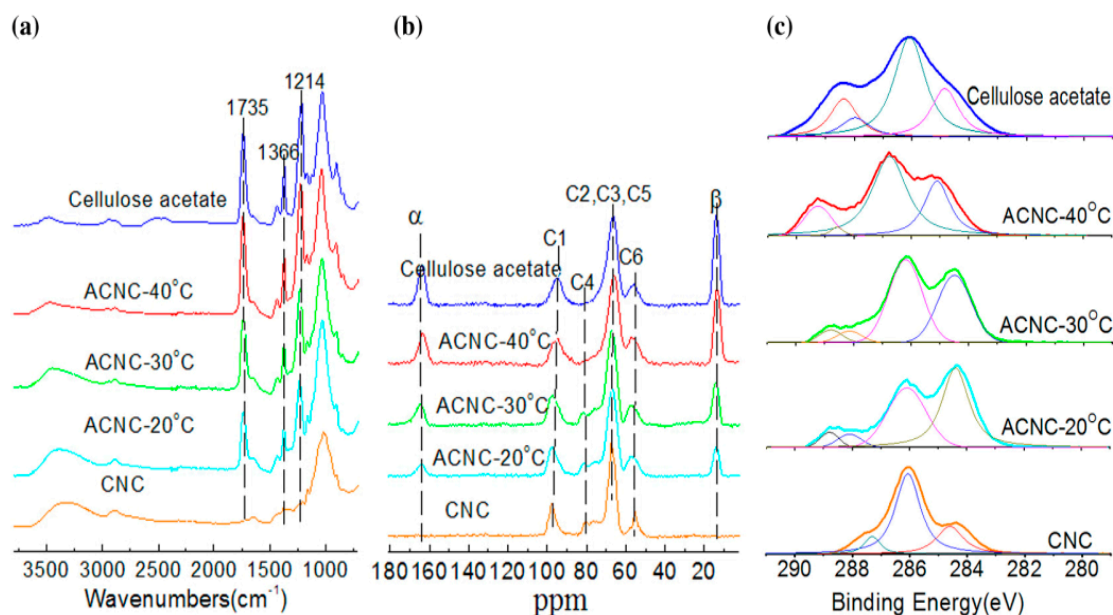 (a)
1735
1366
1214
Cellulose acetate
ACNC-40°C
ACNC-30°C
ACNC-20°C
CNC
3500 3000 2500 2000 1500 1000
Wavenumbers(cm-1)
(b)
α
C1
C4
C2,C3,C5
C6
β
Cellulose acetate
ACNC-40°C
ACNC-30°C
ACNC-20°C
CNC
180 160 140 120 100 80 60 40 20
ppm
(c)
Cellulose acetate
ACNC-40°C
ACNC-30°C
ACNC-20°C
CNC
290 288 286 284 282 280
Binding Energy(eV)